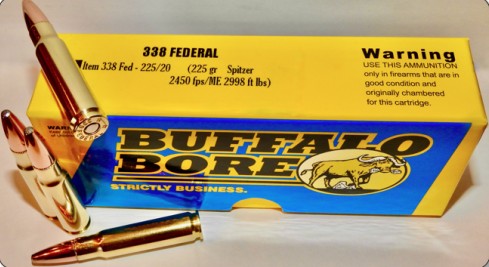 338 FEDERAL
Item 338 Fed - 225/20 (225 gr Spitzer
2450 fps/ME 2998 ft lbs)
Warning
USE THIS AMMUNITION
only in firearms that are in
good condition and
originally chambered
for this cartridge.
BUFFALO
BORE
STRICTLY BUSINESS.